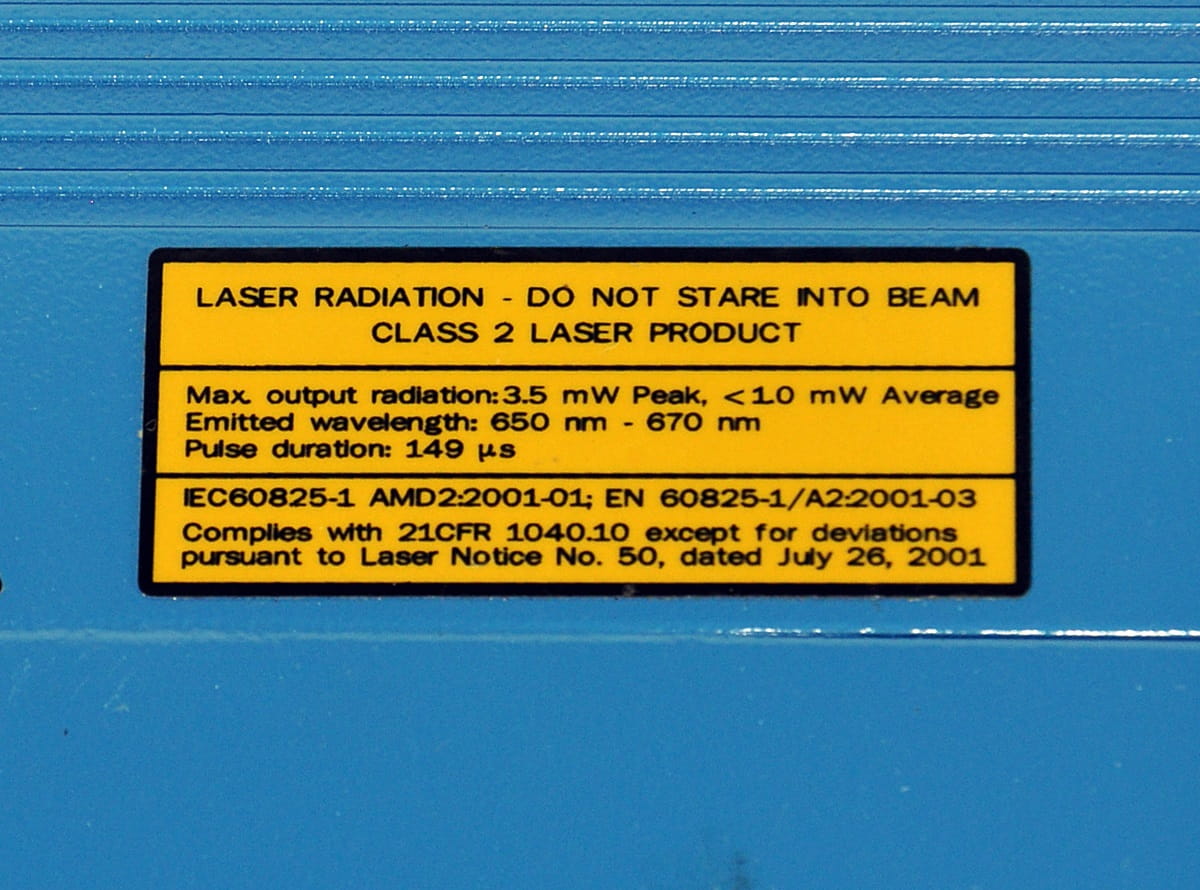 LASER RADIATION - DO NOT STARE INTO BEAM
CLASS 2 LASER PRODUCT
Max. output radiation: 3.5 mW Peak, <1.0 mW Average
Emitted wavelength: 650 nm - 670 nm
Pulse duration: 149 µs
IEC60825-1 AMD2:2001-01; EN 60825-1/A2:2001-03
Complies with 21CFR 1040.10 except for deviations
pursuant to Laser Notice No. 50, dated July 26, 2001